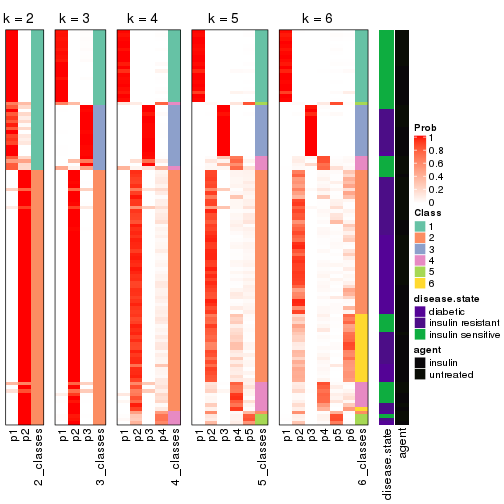 k = 2
k = 3
k = 4
k = 5
k = 6
Prob
1
0.8
0.6
0.4
0.2
0
Class
1
2
3
4
5
6
disease.state
diabetic
insulin resistant
insulin sensitive
agent
insulin
untreated
p1
p2
2_classes
p1
p2
p3
3_classes
p1
p2
p3
p4
4_classes
p1
p2
p3
p4
p5
5_classes
p1
p2
p3
p4
p5
p6
6_classes
disease.state
agent